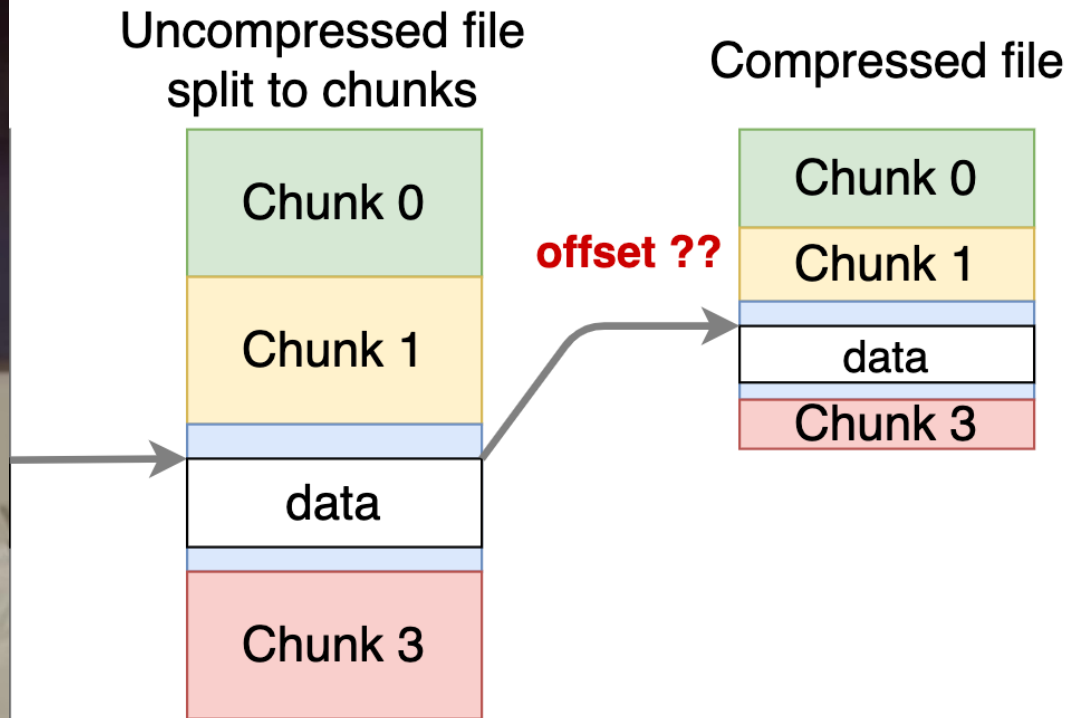 Uncompressed file
split to chunks
Chunk 0
Chunk 1
data
Chunk 3
offset ??
Compressed file
Chunk 0
Chunk 1
data
Chunk 3